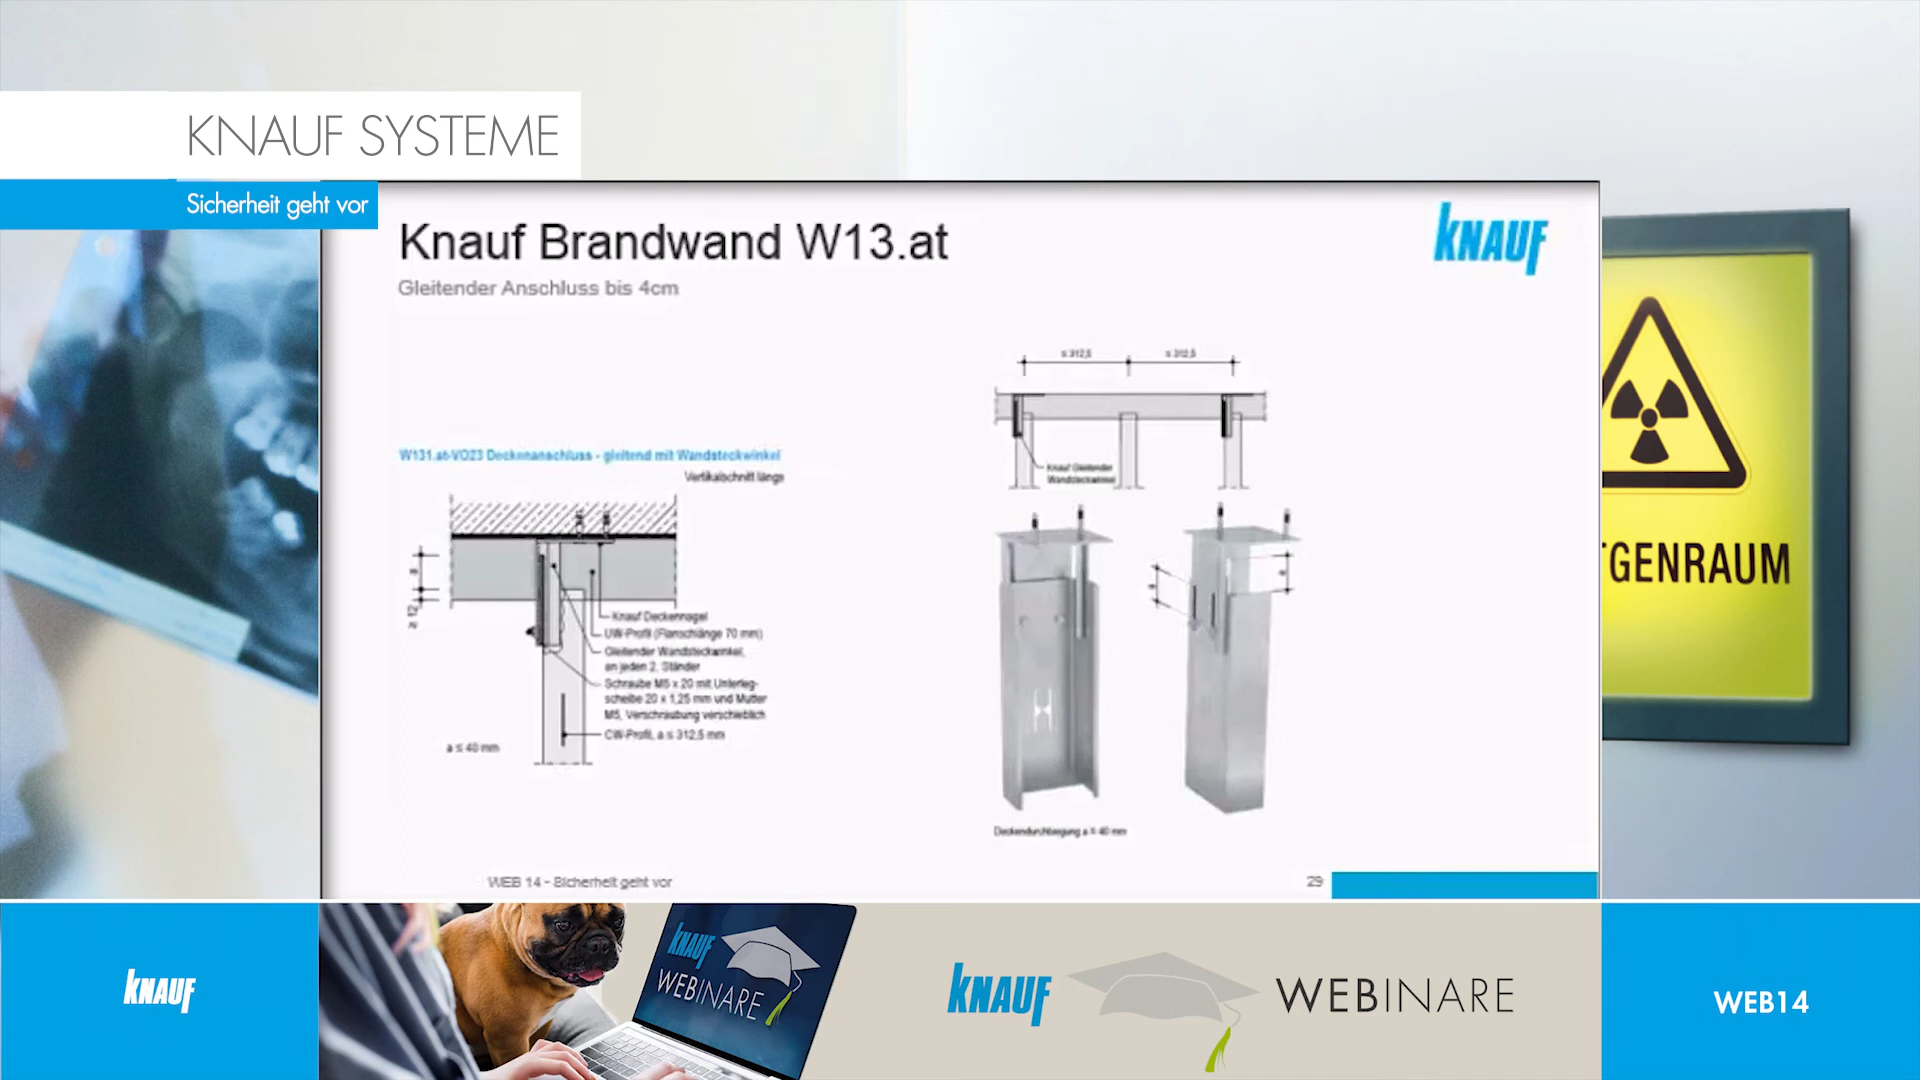 KNAUF SYSTEME
Sicherheit geht vor
Knauf Brandwand W13.at
Gleitender Anschluss bis 4cm
KNAUF
W131.at-VO23 Deckenanschluss - gleitend mit Wandsteckwinkel
Vertikalschnitt längs
Knauf Deckennagel
UW-Profil (Flanschlänge 70 mm)
Gleitender Wandsteckwinkel,
an jeden 2. Ständer
Schraube M5 x 20 mit Unterleg-
scheibe 20 x 1,25 mm und Mutter
M5, Verschraubung verschieblich
CW-Profil, a ≤ 312,5 mm
a ≤ 40 mm
≤ 312,5
≤ 312,5
Knauf Gleitender
Wandsteckwinkel
Deckendurchbiegung a ≤ 40 mm
WEB 14 - Sicherheit geht vor
29
TGENRAUM
KNAUF
KNAUF
WEBINARE
KNAUF
WEBINARE
WEB14